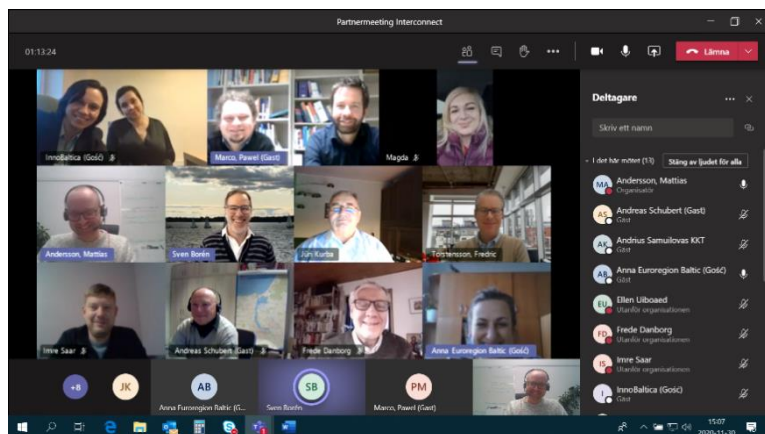 Partnermeeting Interconnect
01:13:24
Lämna
Deltagare
Skriv ett namn
I det här mötet (13)
Stäng av ljudet för alla
MA
Andersson, Mattias
Organisatör
AS
Andreas Schubert (Gast)
Gäst
AK
Andrius Samuilovas KKT
Gäst
AB
Anna Euroregion Baltic (Gość)
Gäst
EU
Ellen Uiboaed
Utanför organisationen
FD
Frede Danborg
Utanför organisationen
IS
Imre Saar
Utanför organisationen
I
InnoBaltica (Gość)
Gäst
InnoBaltica (Gość)
Marco, Pawel (Gast)
Magda
Andersson, Mattias
Sven Borén
Jüri Kurba
Torstensson, Fredric
Imre Saar
Andreas Schubert (Gast)
Frede Danborg
Anna Euroregion Baltic (Gość)
+8
JK
AB
Anna Euroregion Baltic (G...
SB
Sven Borén
PM
Marco, Pawel (Gast)
15:07
2020-11-30